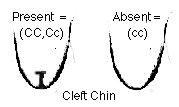 Present = Absent =
(CC,Cc) (cc)
Cleft Chin